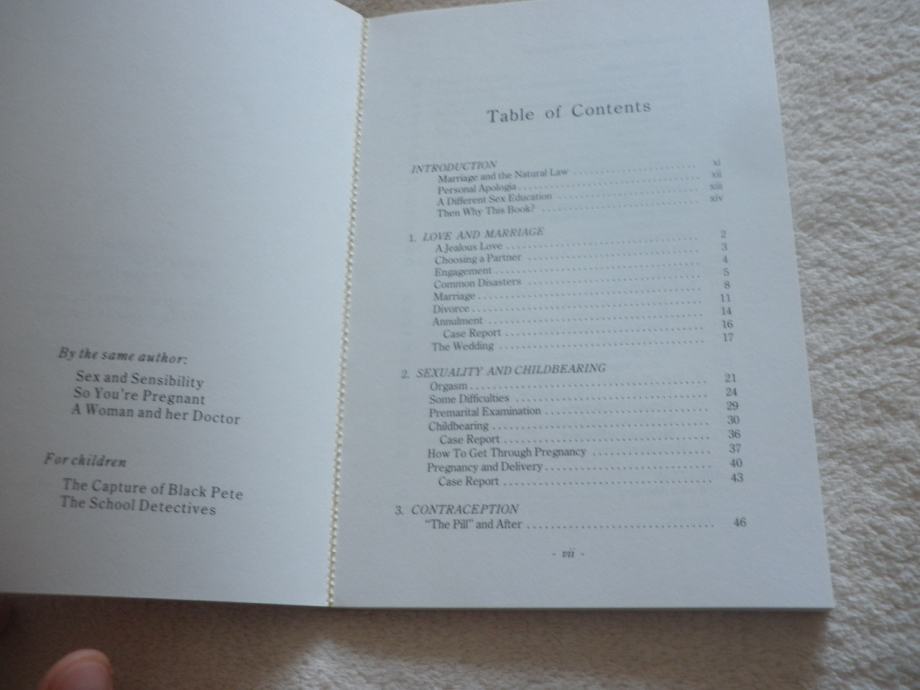 By the same author:
Sex and Sensibility
So You're Pregnant
A Woman and her Doctor
For children
The Capture of Black Pete
The School Detectives
Table of Contents
INTRODUCTION
Marriage and the Natural Law . . . . . . . . . . . . . . . . . . . . xi
Personal Apologia . . . . . . . . . . . . . . . . . . . . xii
A Different Sex Education . . . . . . . . . . . . . . . . . . . . xiii
Then Why This Book? . . . . . . . . . . . . . . . . . . . . xiv
1. LOVE AND MARRIAGE
A Jealous Love . . . . . . . . . . . . . . . . . . . . 2
Choosing a Partner . . . . . . . . . . . . . . . . . . . . 3
Engagement . . . . . . . . . . . . . . . . . . . . 4
Common Disasters . . . . . . . . . . . . . . . . . . . . 5
Marriage . . . . . . . . . . . . . . . . . . . . 8
Divorce . . . . . . . . . . . . . . . . . . . . 11
Annulment . . . . . . . . . . . . . . . . . . . . 14
Case Report . . . . . . . . . . . . . . . . . . . . 16
The Wedding . . . . . . . . . . . . . . . . . . . . 17
2. SEXUALITY AND CHILDBEARING
Orgasm . . . . . . . . . . . . . . . . . . . . 21
Some Difficulties . . . . . . . . . . . . . . . . . . . . 24
Premarital Examination . . . . . . . . . . . . . . . . . . . . 29
Childbearing . . . . . . . . . . . . . . . . . . . . 30
Case Report . . . . . . . . . . . . . . . . . . . . 36
How To Get Through Pregnancy . . . . . . . . . . . . . . . . . . . . 37
Pregnancy and Delivery . . . . . . . . . . . . . . . . . . . . 40
Case Report . . . . . . . . . . . . . . . . . . . . 43
3. CONTRACEPTION
"The Pill" and After . . . . . . . . . . . . . . . . . . . . 46
- vii -